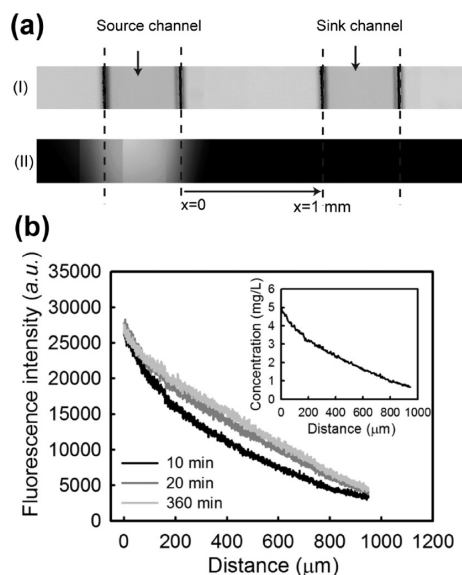 (a)
Source channel
Sink channel
(I)
(II)
x=0
x=1 mm
(b)
Fluorescence intensity (a.u.)
35000
30000
25000
20000
15000
10000
5000
0
0
200
400
600
800
1000
1200
Distance (μm)
10 min
20 min
360 min
Concentration (mg/L)
6
5
4
3
2
1
0
0
200
400
600
800
1000
Distance (μm)